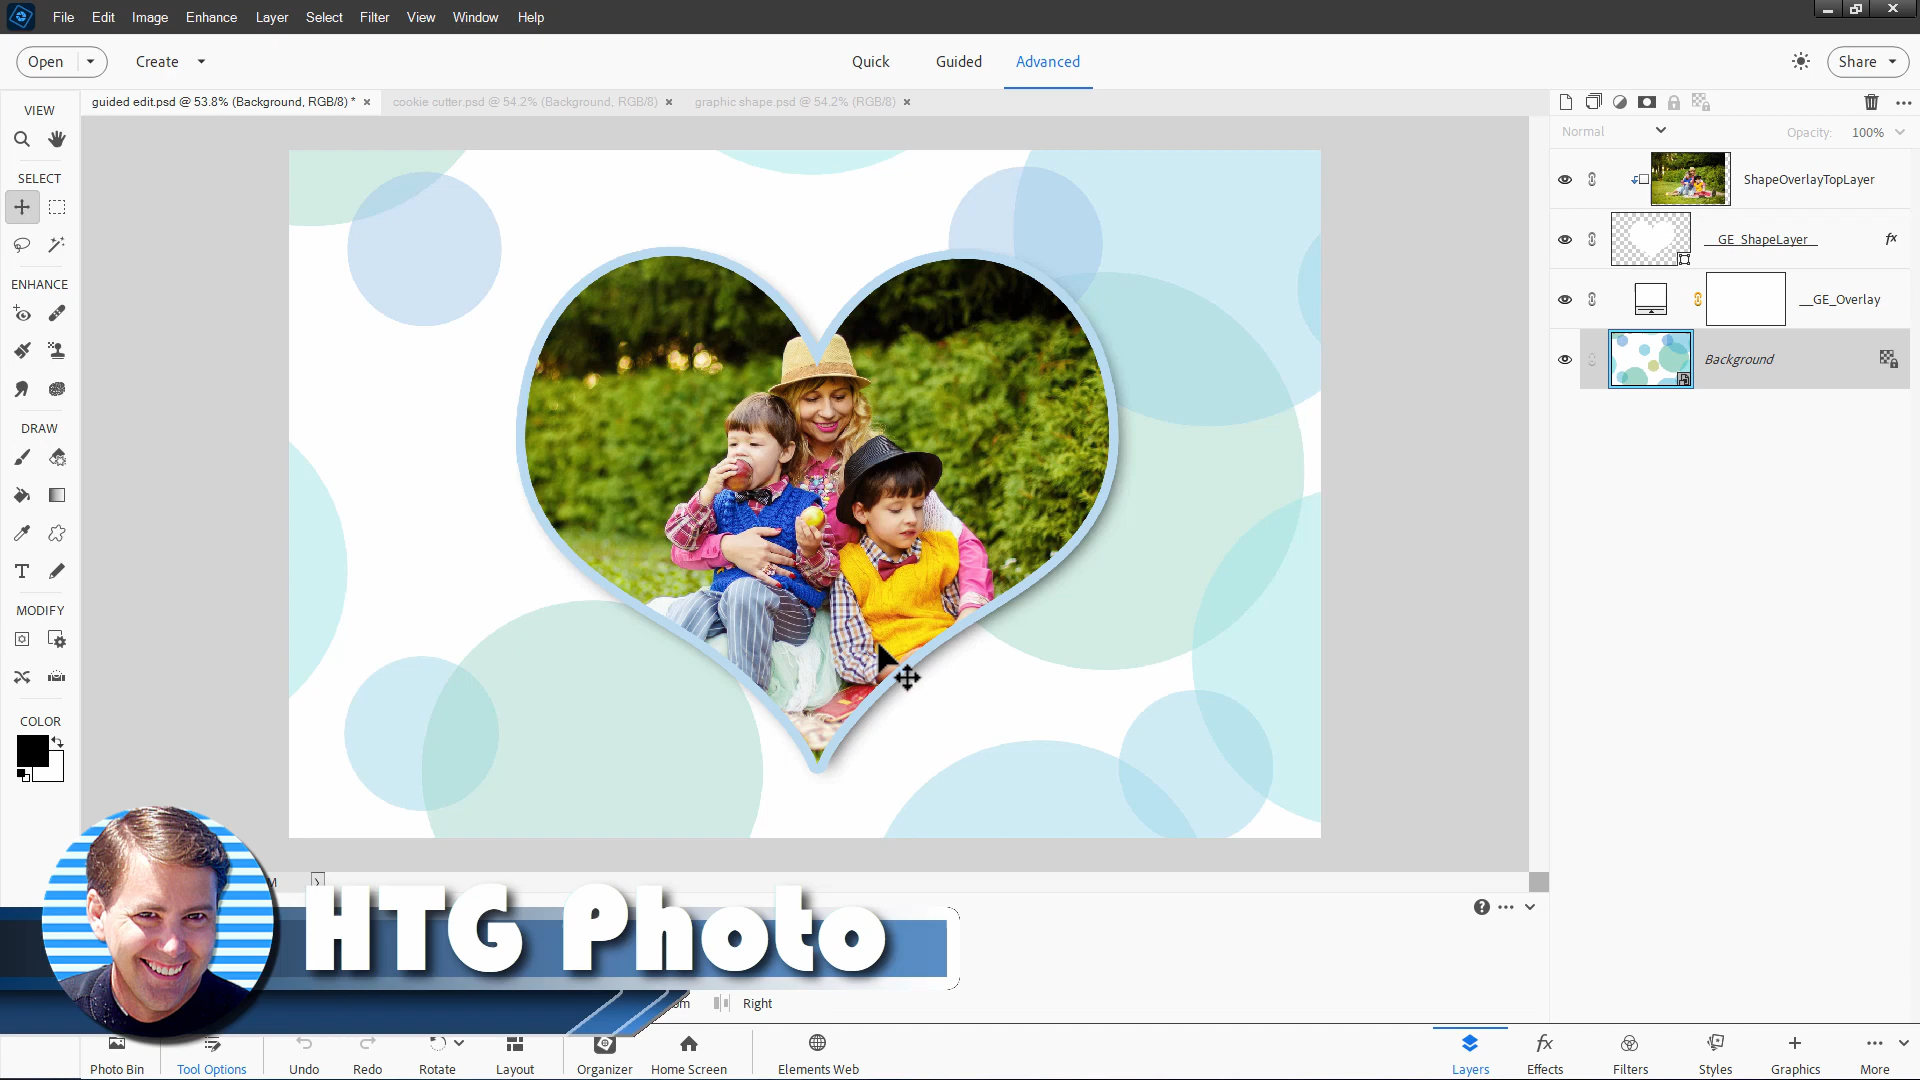 File Edit Image Enhance Layer Select Filter View Window Help
Open Create Quick Guided Advanced Share
VIEW
guided edit.psd @ 53.8% (Background, RGB/8) * cookie cutter.psd @ 54.2% (Background, RGB/8) graphic shape.psd @ 54.2% (RGB/8)
Normal Opacity: 100%
SELECT
ShapeOverlayTopLayer
__GE_ShapeLayer__ fx
ENHANCE
__GE_Overlay
Background
DRAW
MODIFY
COLOR
HTG Photo
Right
Photo Bin Tool Options Undo Redo Rotate Layout Organizer Home Screen Elements Web Layers Effects Filters Styles Graphics More